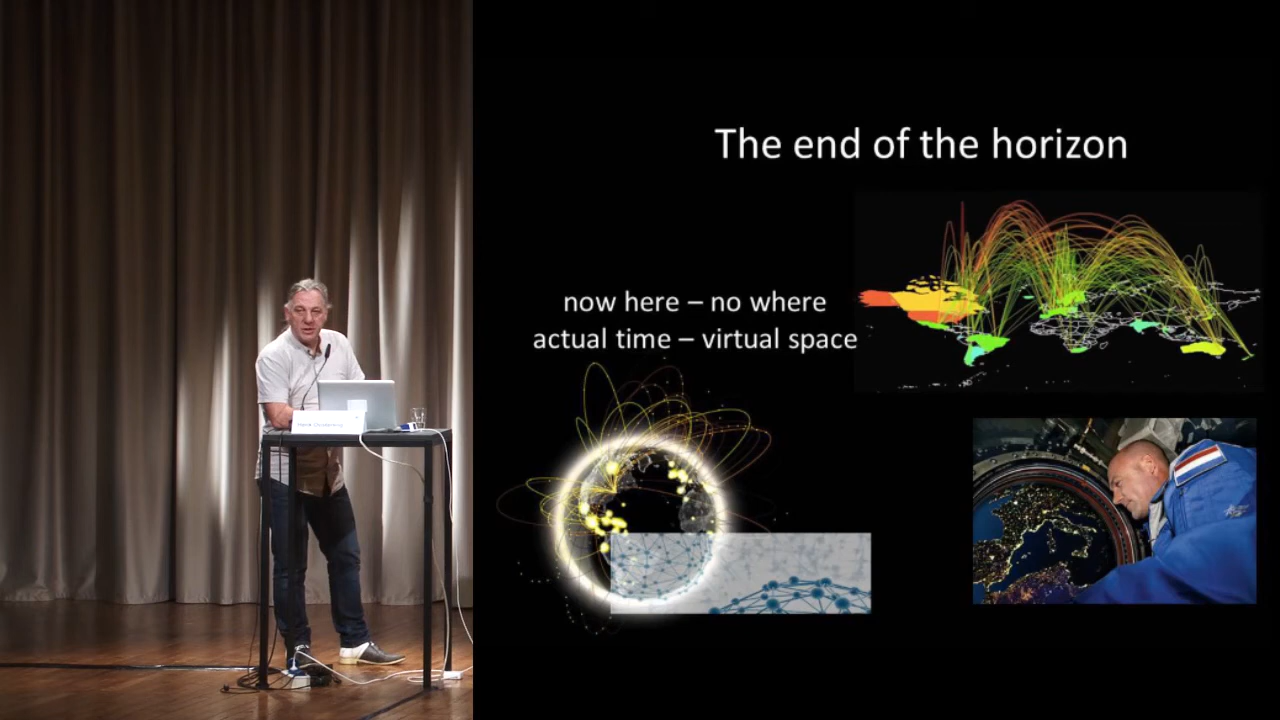 The end of the horizon
now here – no where
actual time – virtual space